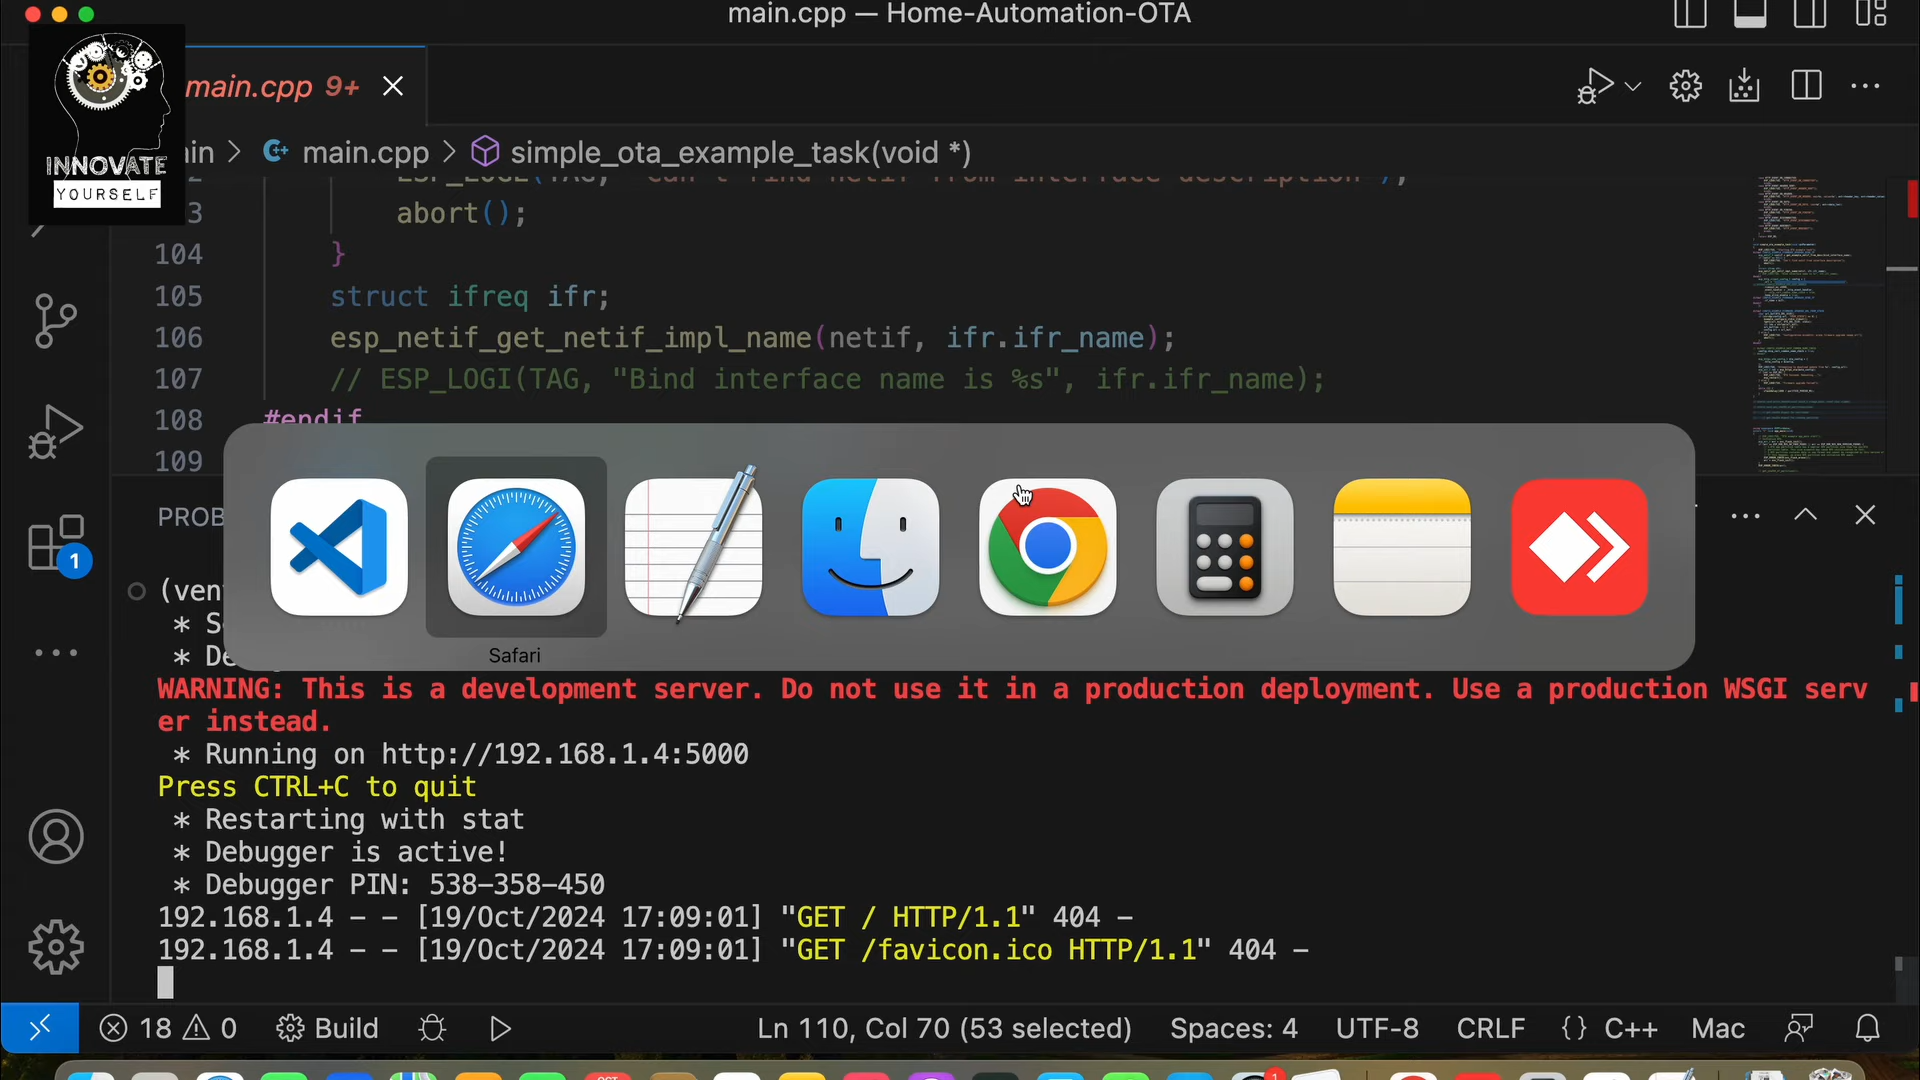 main.cpp — Home-Automation-OTA
INNOVATE
YOURSELF
main.cpp 9+
in > main.cpp > simple_ota_example_task(void *)
3 abort();
104 }
105 struct ifreq ifr;
106 esp_netif_get_netif_impl_name(netif, ifr.ifr_name);
107 // ESP_LOGI(TAG, "Bind interface name is %s", ifr.ifr_name);
108 #endif
109
PROB
1
(ven
* S
* De
Safari
WARNING: This is a development server. Do not use it in a production deployment. Use a production WSGI serv
er instead.
* Running on http://192.168.1.4:5000
Press CTRL+C to quit
* Restarting with stat
* Debugger is active!
* Debugger PIN: 538-358-450
192.168.1.4 - - [19/Oct/2024 17:09:01] "GET / HTTP/1.1" 404 -
192.168.1.4 - - [19/Oct/2024 17:09:01] "GET /favicon.ico HTTP/1.1" 404 -
18 0 Build Ln 110, Col 70 (53 selected) Spaces: 4 UTF-8 CRLF {} C++ Mac